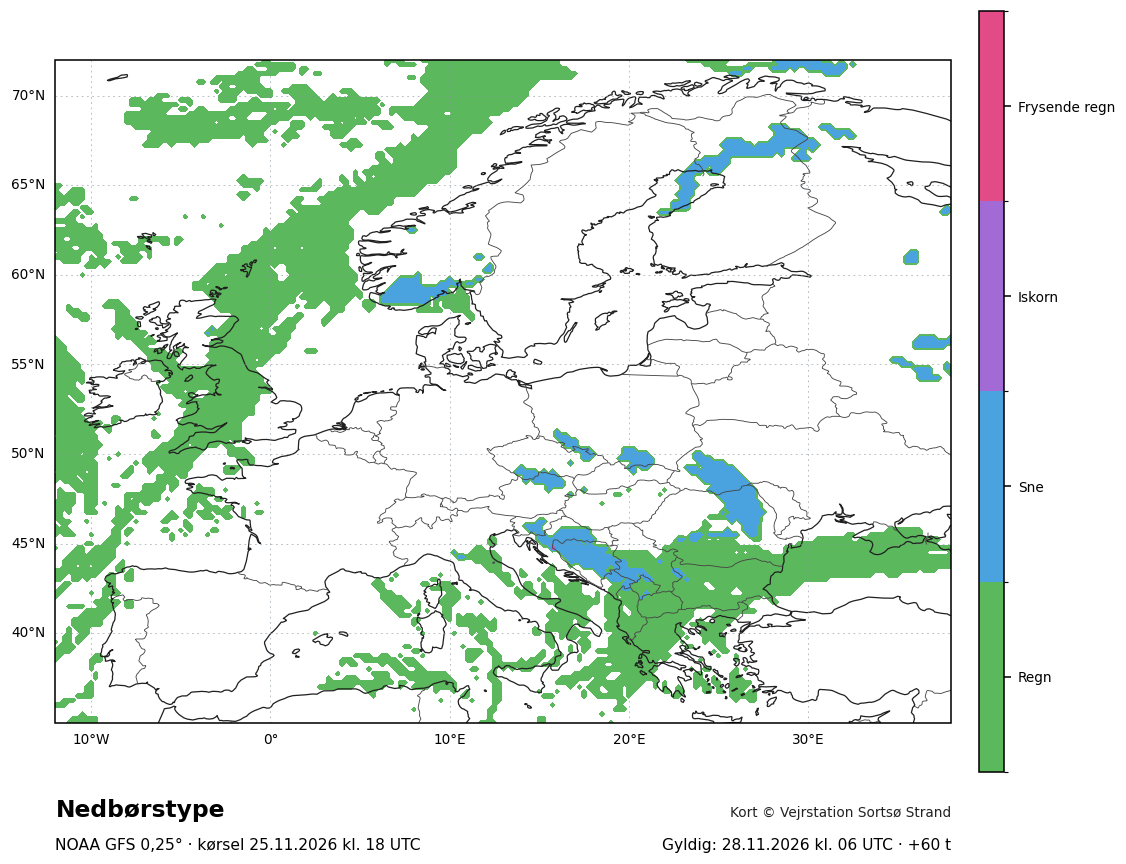 70°N
65°N
60°N
55°N
50°N
45°N
40°N
10°W
0°
10°E
20°E
30°E
Frysende regn
Iskorn
Sne
Regn
Nedbørstype
Kort © Vejrstation Sortsø Strand
NOAA GFS 0,25° · kørsel 25.11.2026 kl. 18 UTC
Gyldig: 28.11.2026 kl. 06 UTC · +60 t